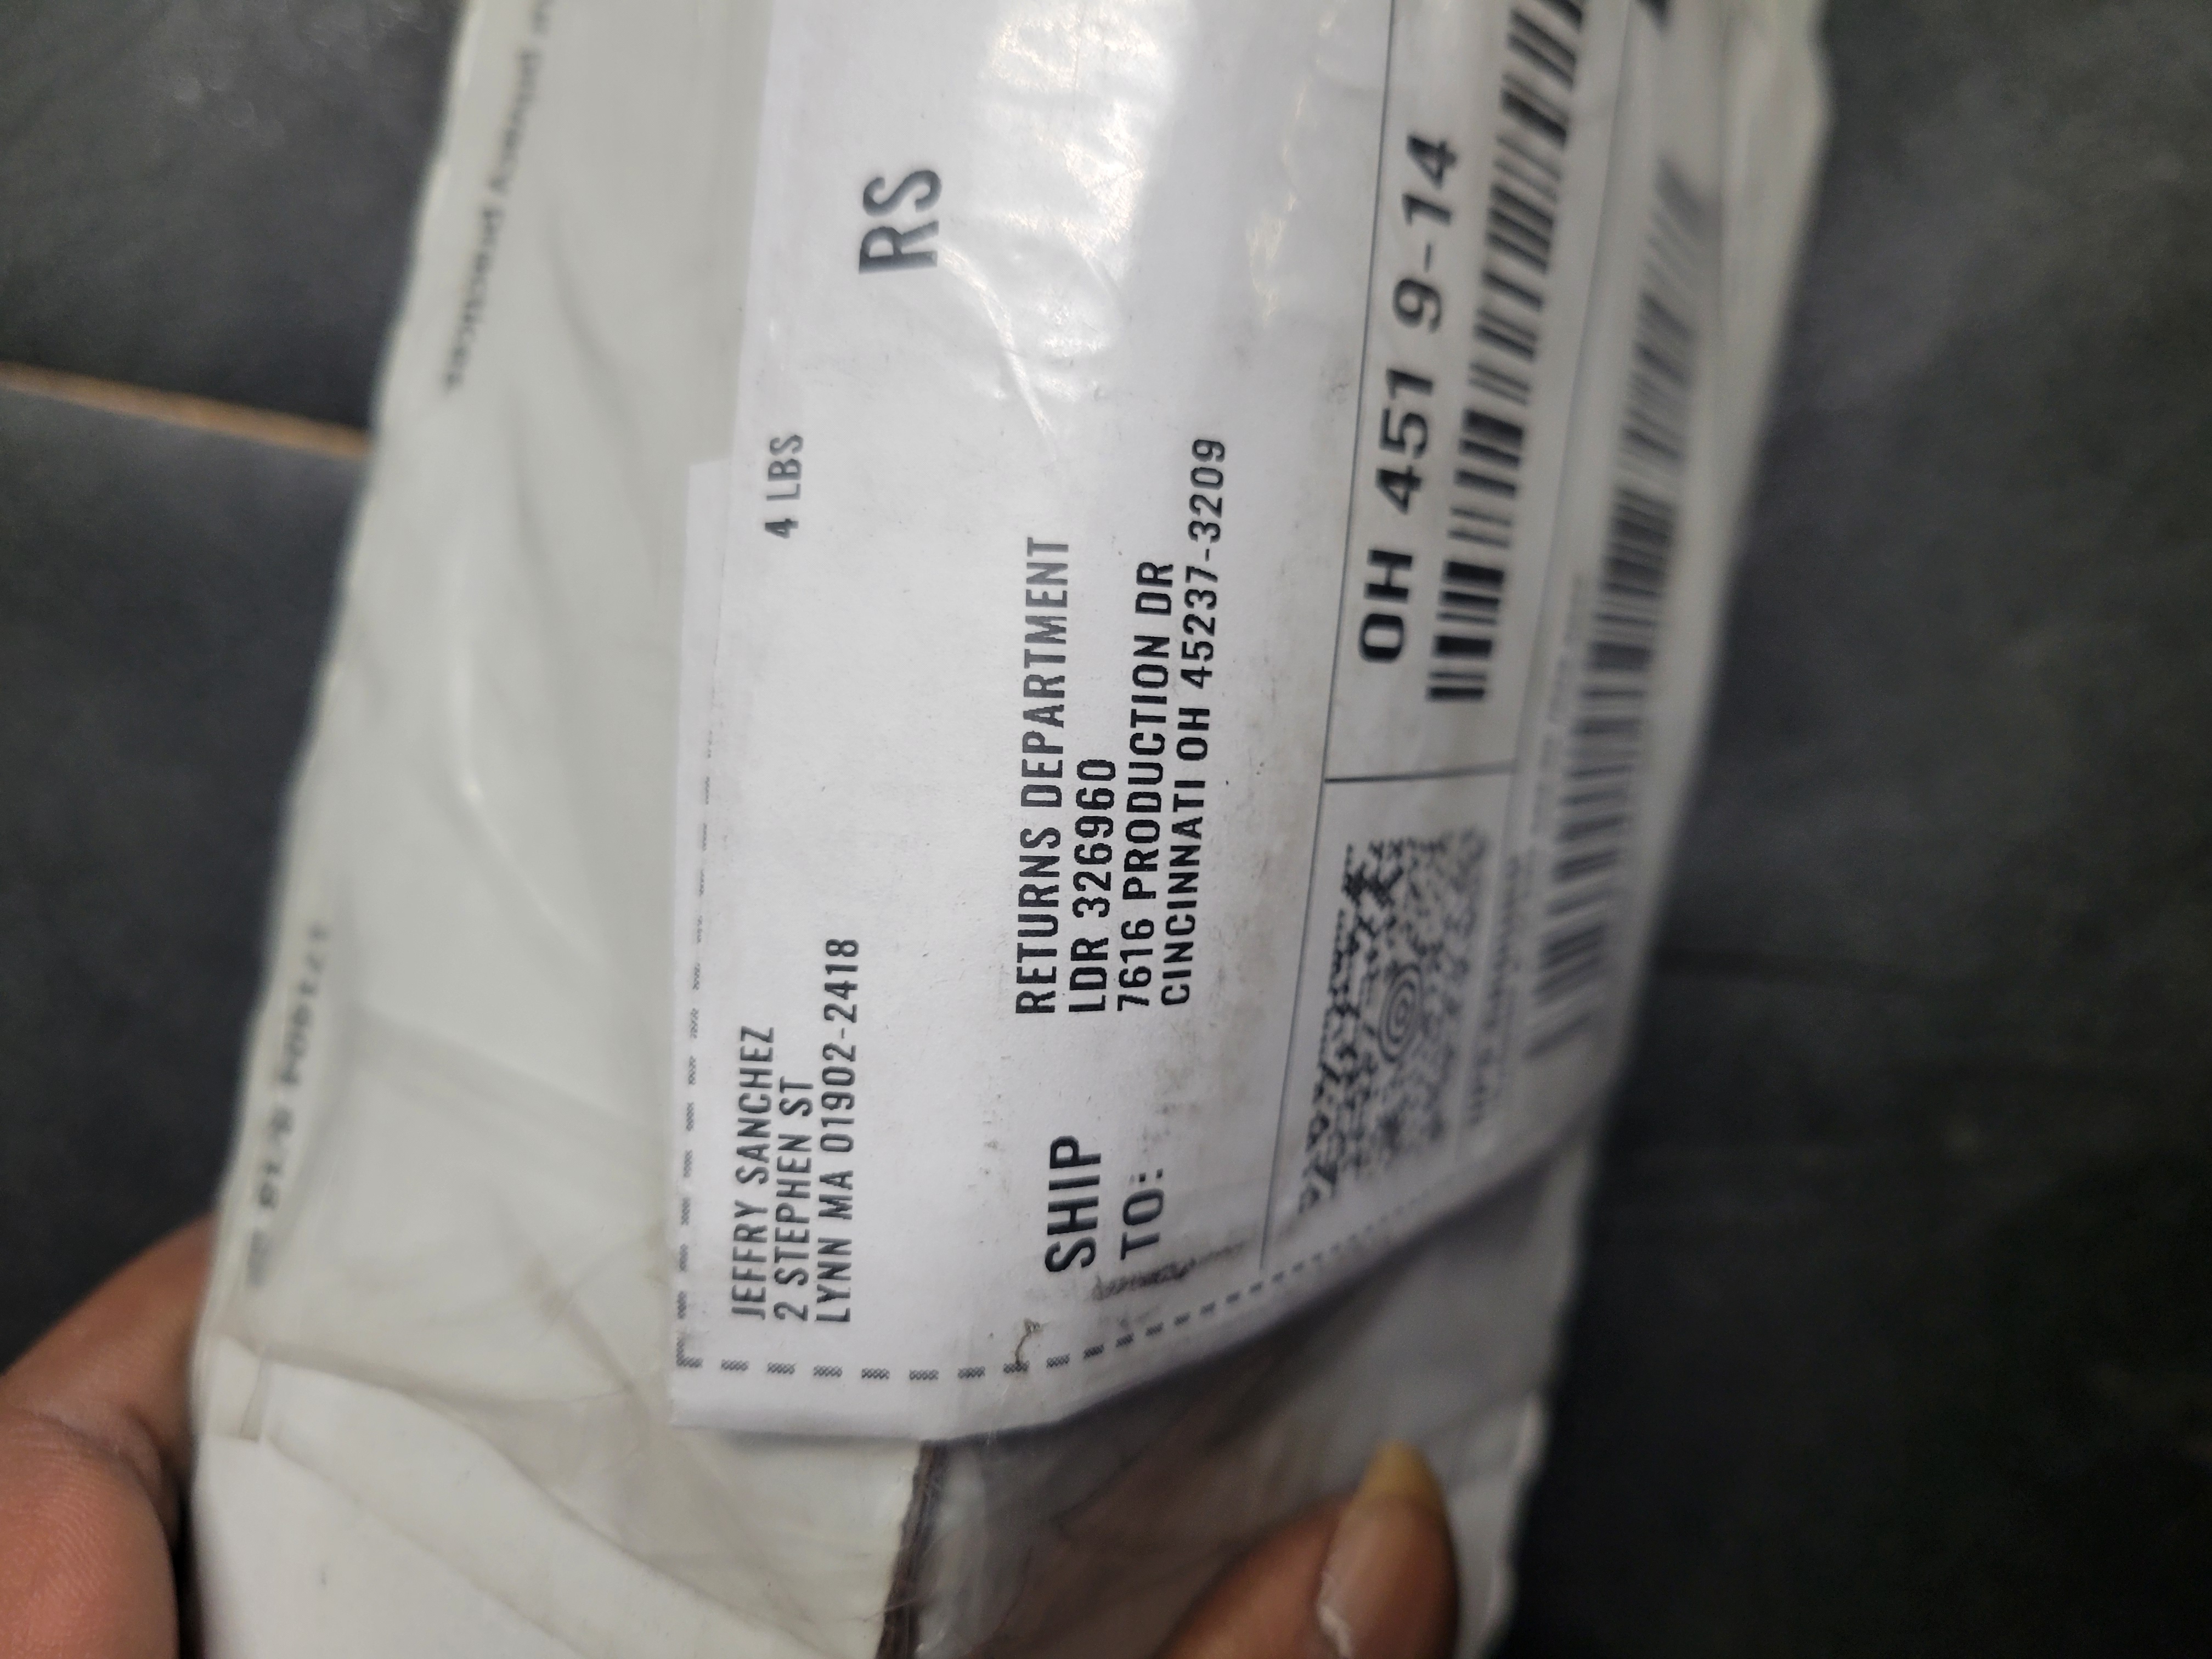 JEFFRY SANCHEZ
2 STEPHEN ST
LYNN MA 01902-2418
4 LBS
RS
SHIP
TO:
RETURNS DEPARTMENT
LDR 326960
7616 PRODUCTION DR
CINCINNATI OH 45237-3209
OH 451 9-14